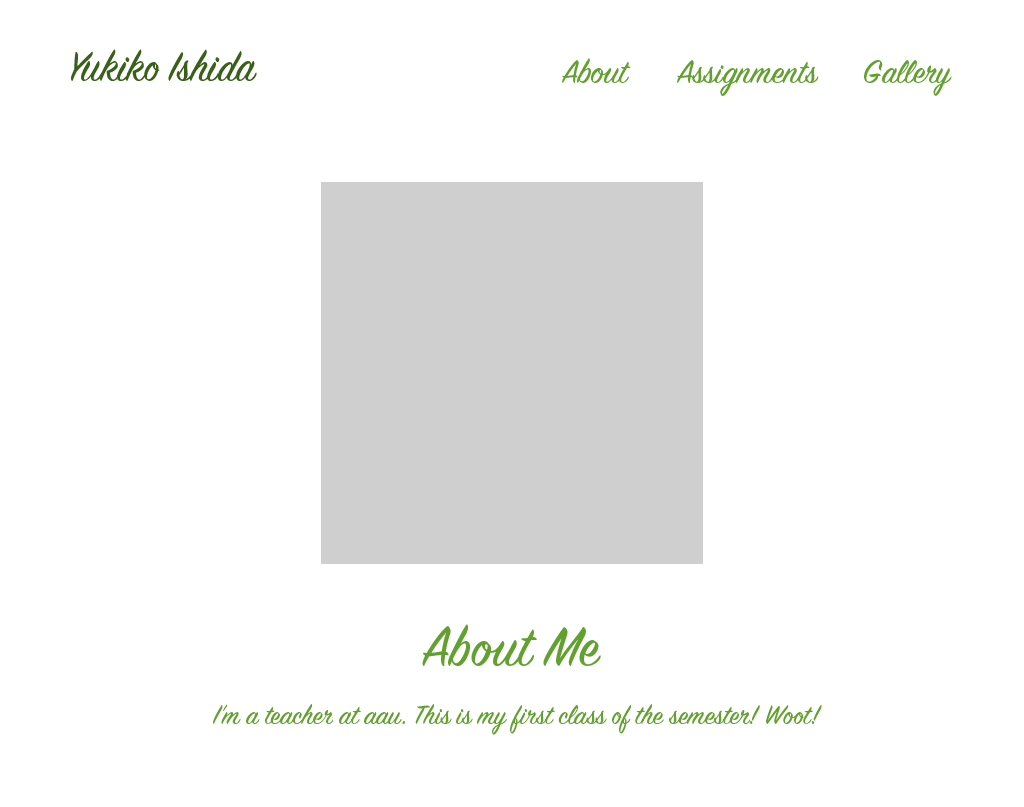 Yukiko Ishida
About Assignments Gallery
About Me
I'm a teacher at aau. This is my first class of the semester! Woot!